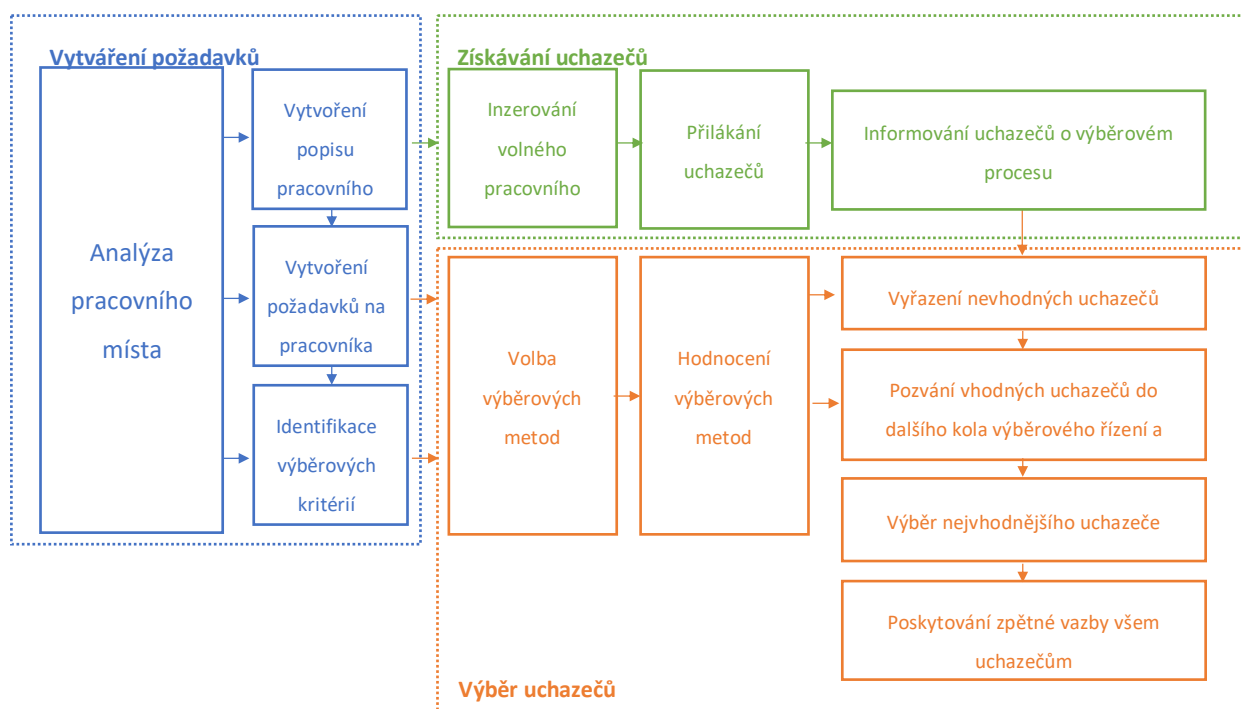 Vytváření požadavků
Analýza
pracovního
místa
Vytvoření
popisu
pracovního
Vytvoření
požadavků na
pracovníka
Identifikace
výběrových
kritérií
Získávání uchazečů
Inzerování
volného
pracovního
Přilákání
uchazečů
Informování uchazečů o výběrovém
procesu
Volba
výběrových
metod
Hodnocení
výběrových
metod
Vyřazení nevhodných uchazečů
Pozvání vhodných uchazečů do
dalšího kola výběrového řízení a
Výběr nejvhodnějšího uchazeče
Poskytování zpětné vazby všem
uchazečům
Výběr uchazečů